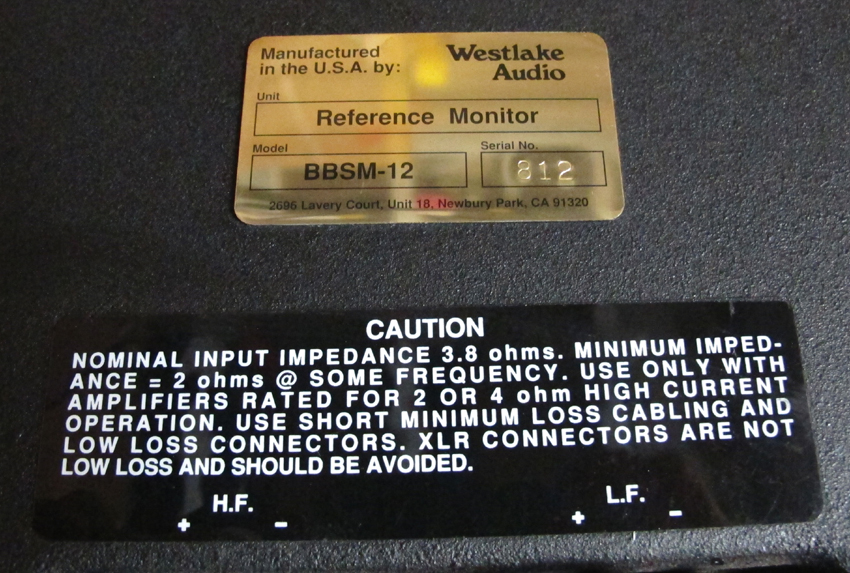 Manufactured
in the U.S.A. by:
Westlake
Audio
Unit
Reference Monitor
Model
BBSM-12
Serial No.
812
2696 Lavery Court, Unit 18, Newbury Park, CA 91320
CAUTION
NOMINAL INPUT IMPEDANCE 3.8 ohms. MINIMUM IMPED-
ANCE = 2 ohms @ SOME FREQUENCY. USE ONLY WITH
AMPLIFIERS RATED FOR 2 OR 4 ohm HIGH CURRENT
OPERATION. USE SHORT MINIMUM LOSS CABLING AND
LOW LOSS CONNECTORS. XLR CONNECTORS ARE NOT
LOW LOSS AND SHOULD BE AVOIDED.
H.F.
+ −
L.F.
+ −